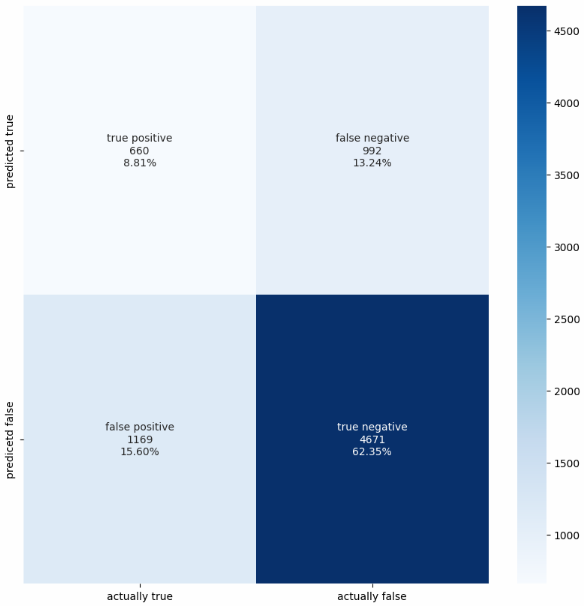 predicted true
true positive
660
8.81%
false negative
992
13.24%
predicetd false
false positive
1169
15.60%
true negative
4671
62.35%
actually true
actually false
4500
4000
3500
3000
2500
2000
1500
1000